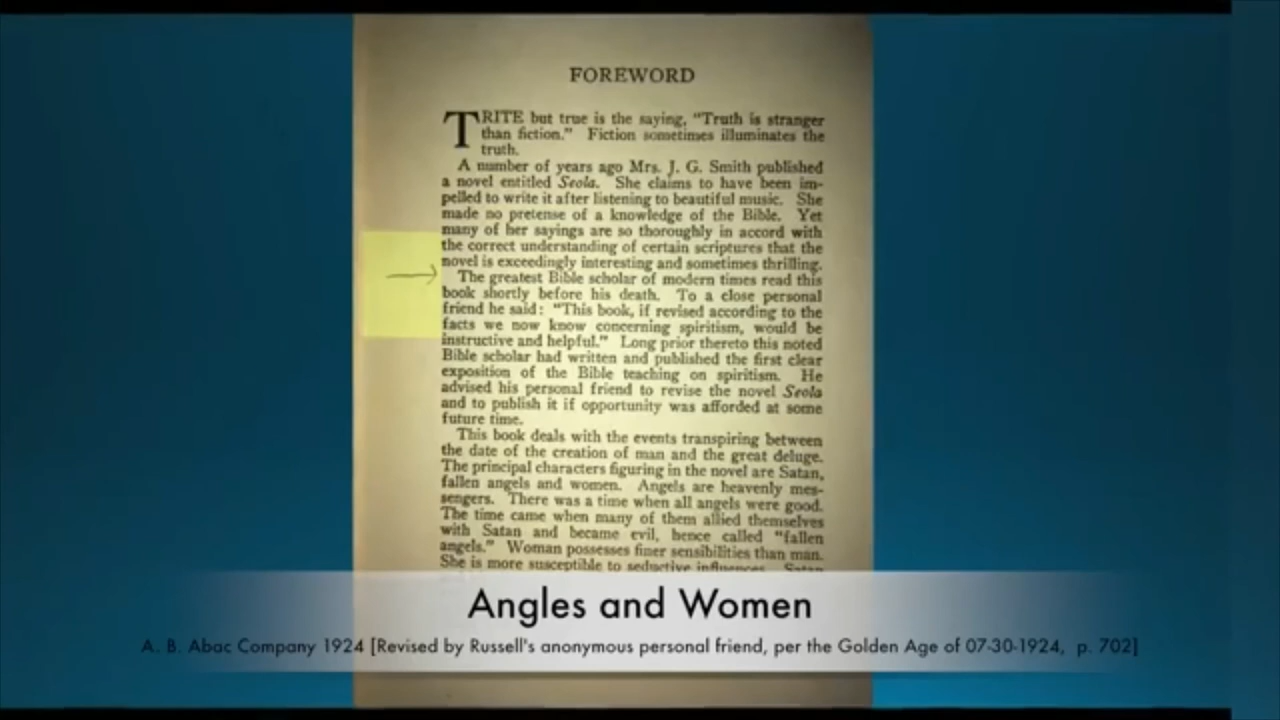 FOREWORD
TRITE but true is the saying, "Truth is stranger
than fiction." Fiction sometimes illuminates the
truth.
A number of years ago Mrs. J. G. Smith published
a novel entitled Seola. She claims to have been im-
pelled to write it after listening to beautiful music. She
made no pretense of a knowledge of the Bible. Yet
many of her sayings are so thoroughly in accord with
the correct understanding of certain scriptures that the
novel is exceedingly interesting and sometimes thrilling.
The greatest Bible scholar of modern times read this
book shortly before his death. To a close personal
friend he said: "This book, if revised according to the
facts we now know concerning spiritism, would be
instructive and helpful." Long prior thereto this noted
Bible scholar had written and published the first clear
exposition of the Bible teaching on spiritism. He
advised his personal friend to revise the novel Seola
and to publish it if opportunity was afforded at some
future time.
This book deals with the events transpiring between
the date of the creation of man and the great deluge.
The principal characters figuring in the novel are Satan,
fallen angels and women. Angels are heavenly mes-
sengers. There was a time when all angels were good.
The time came when many of them allied themselves
with Satan and became evil, hence called "fallen
angels." Woman possesses finer sensibilities than man.
She is more susceptible to seductive influences. Satan
Angles and Women
A. B. Abac Company 1924 [Revised by Russell's anonymous personal friend, per the Golden Age of 07-30-1924, p. 702]